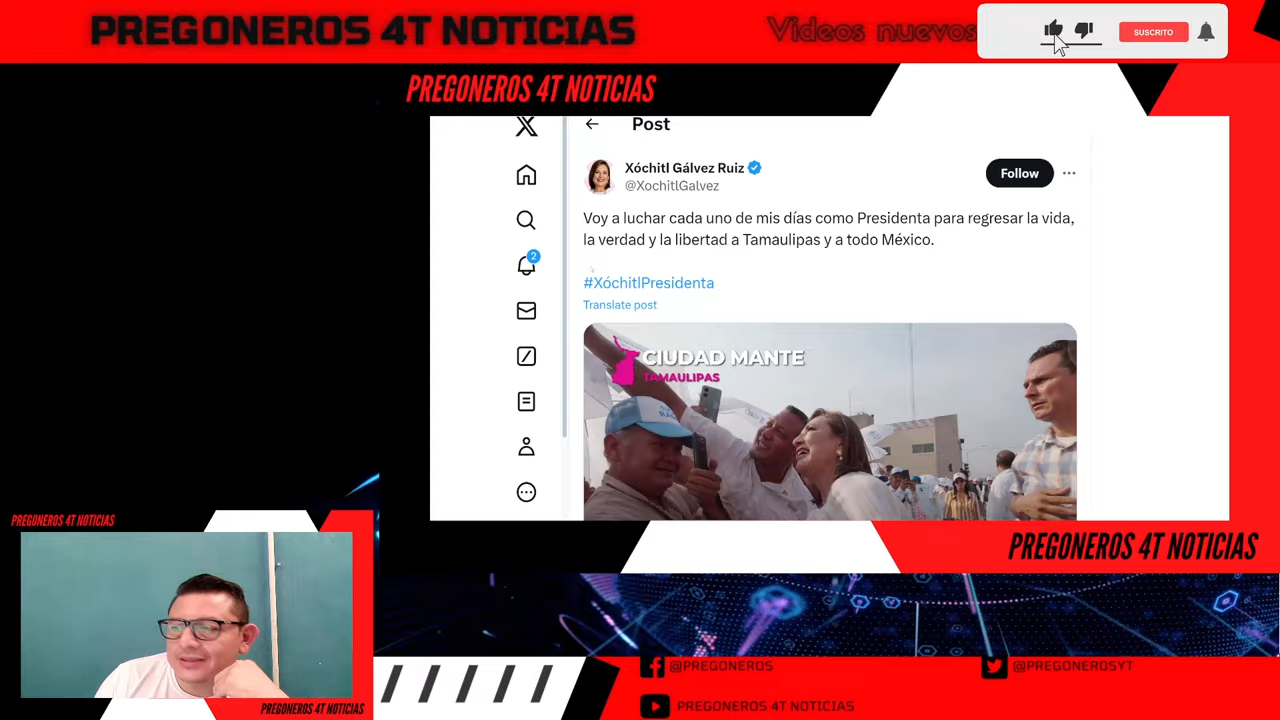 PREGONEROS 4T NOTICIAS
Videos nuevos
SUSCRITO
PREGONEROS 4T NOTICIAS
Post
Xóchitl Gálvez Ruiz
@XochitlGalvez
Follow
Voy a luchar cada uno de mis días como Presidenta para regresar la vida,
la verdad y la libertad a Tamaulipas y a todo México.
2
#XóchitlPresidenta
Translate post
CIUDAD MANTE
TAMAULIPAS
PREGONEROS 4T NOTICIAS
PREGONEROS 4T NOTICIAS
PREGONEROS 4T NOTICIAS
@PREGONEROS
@PREGONEROSYT
PREGONEROS 4T NOTICIAS